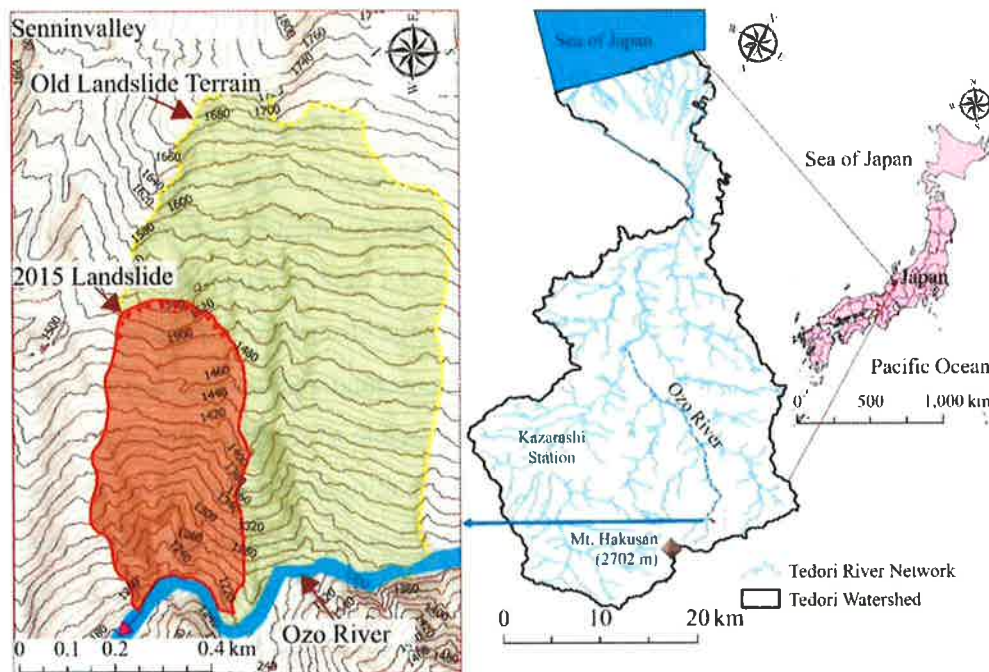 Senninvalley
Old Landslide Terrain
1760
1740
1700
1680
1660
1640
1620
1600
1580
2015 Landslide
1500
1480
1460
1440
1420
1320
Ozo River
0 0.1 0.2 0.4 km
Sea of Japan
Ozo River
Kazarashi
Station
Mt. Hakusan
(2702 m)
0 10 20 km
Tedori River Network
Tedori Watershed
Sea of Japan
Japan
Pacific Ocean
0 500 1,000 km